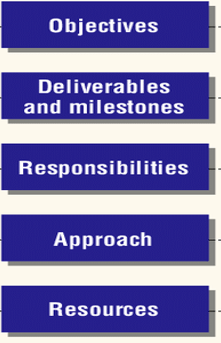 Objectives
Deliverables
and milestones
Responsibilities
Approach
Resources